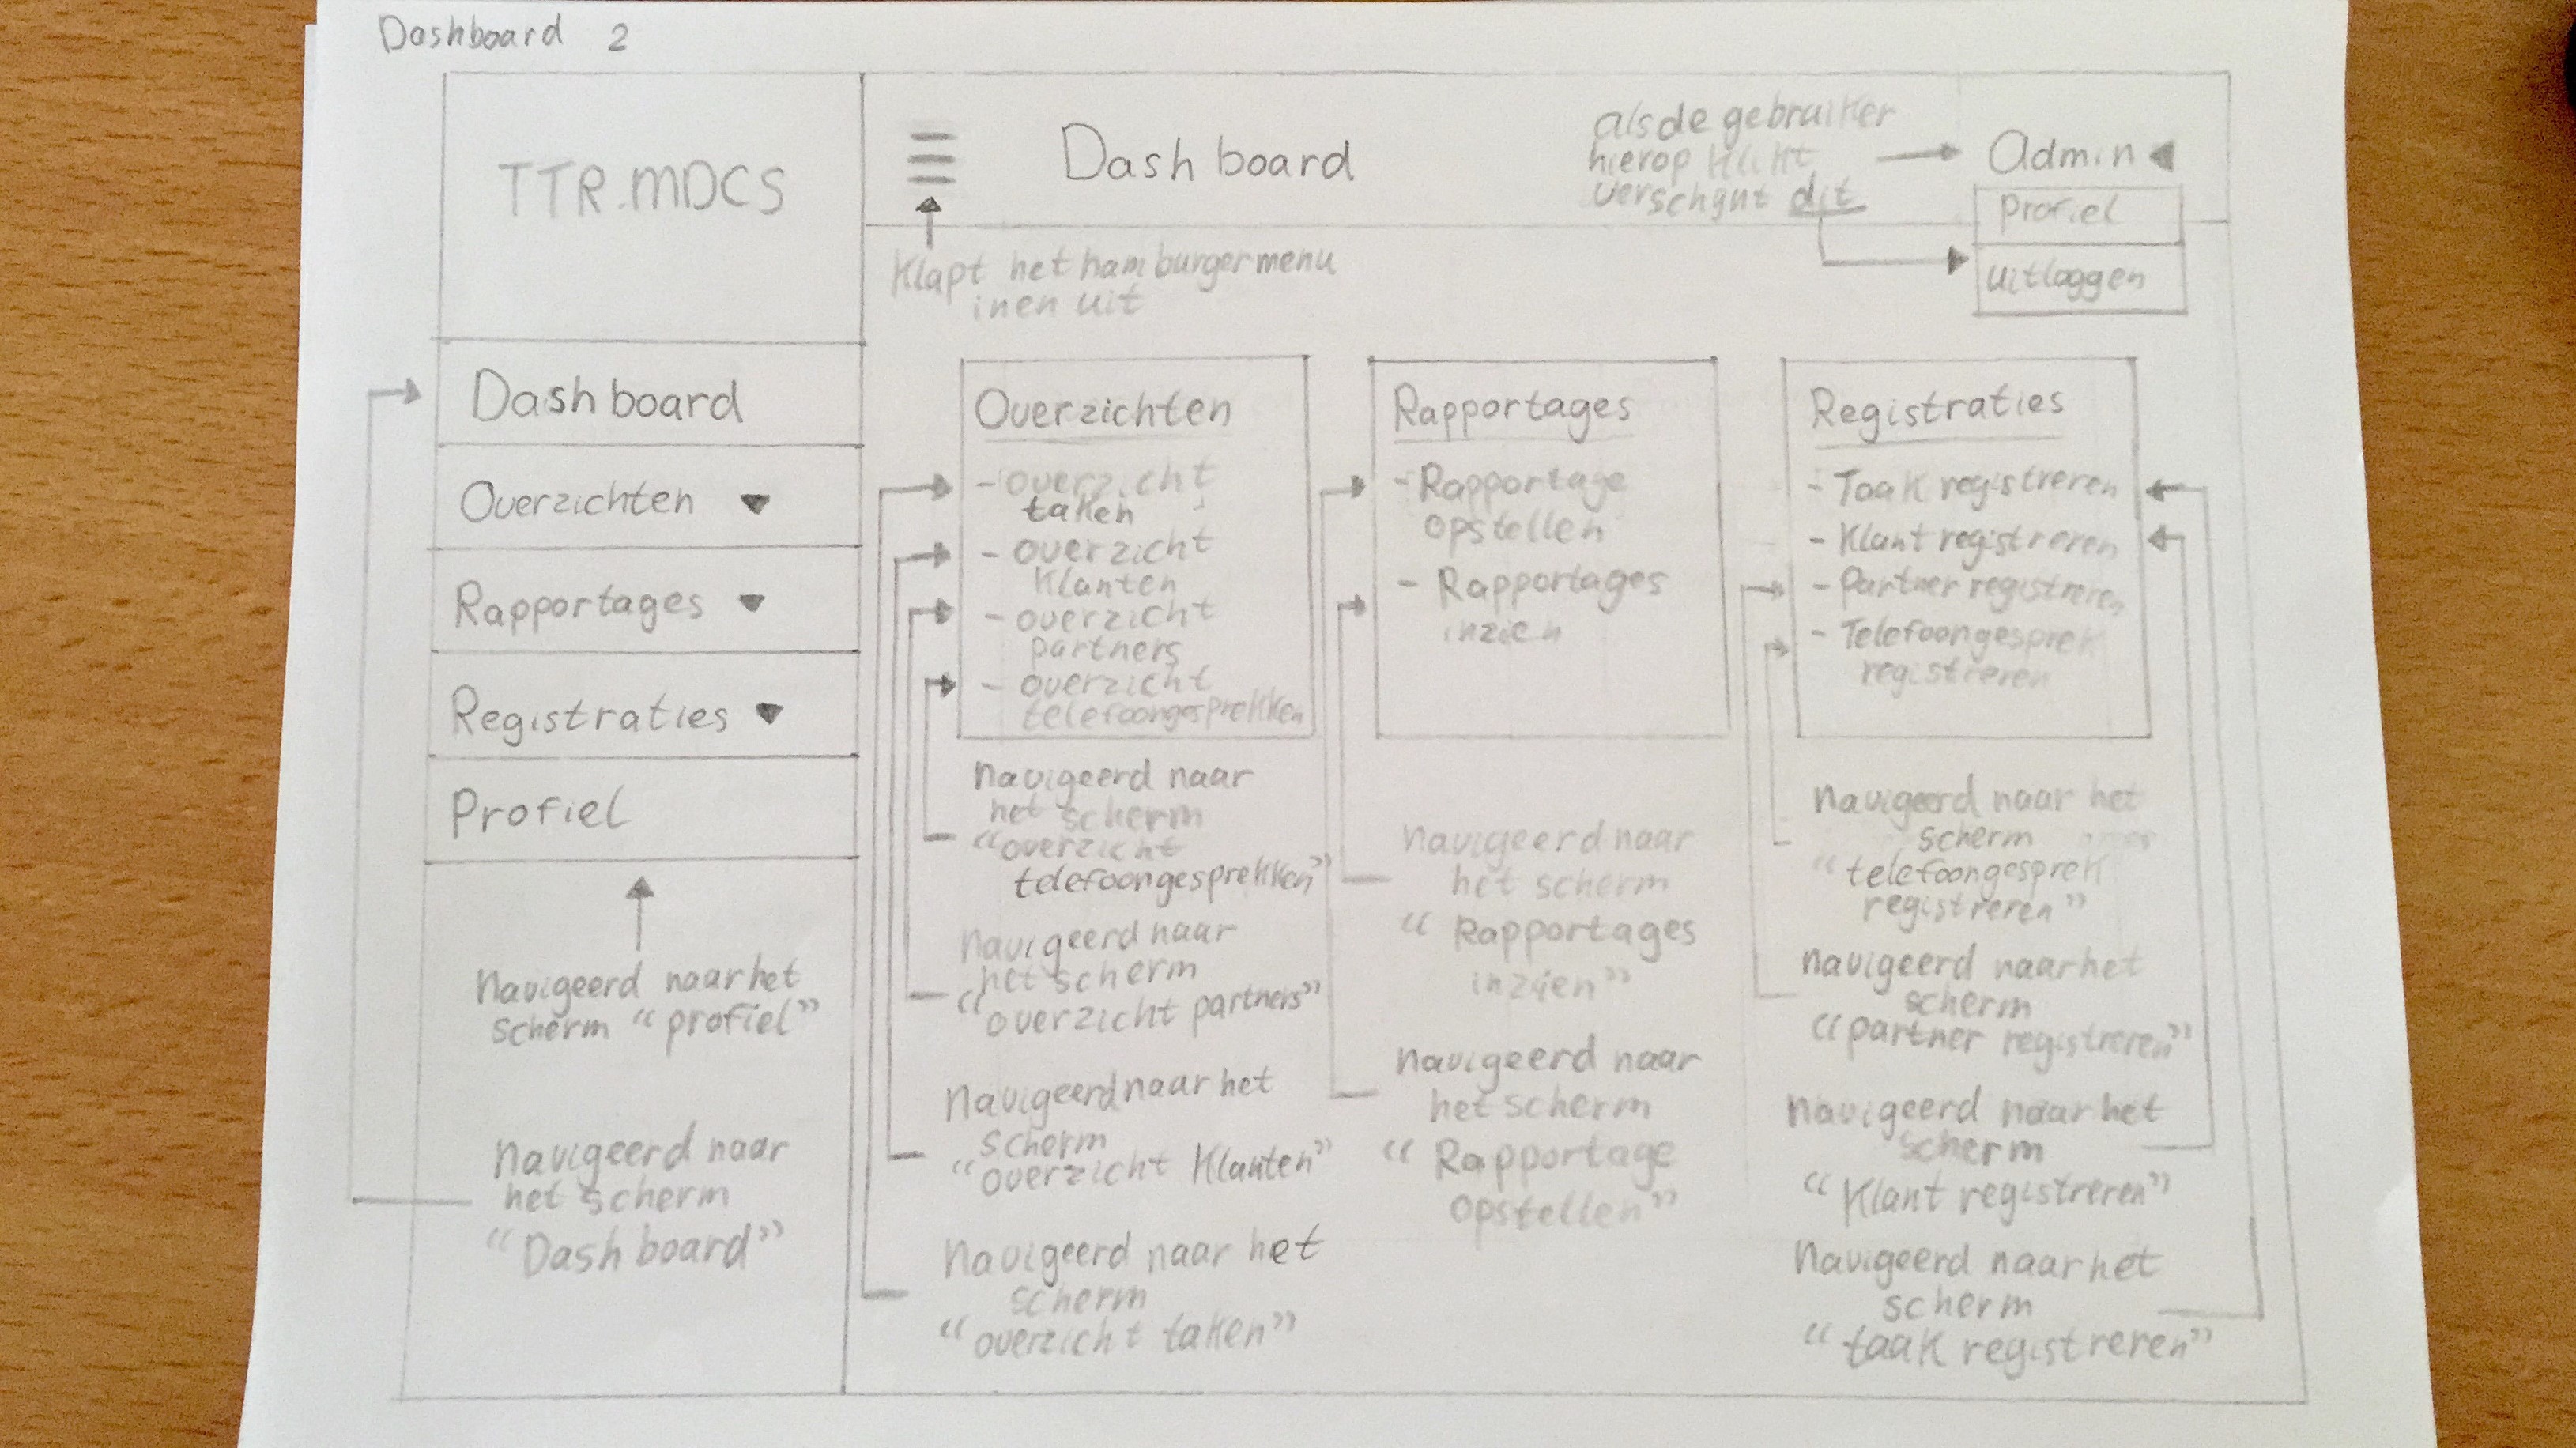 Dashboard 2
TTR.MDCS
Dashboard
als de gebruiker
hierop klikt
verschynt dit
Admin
Profiel
uitloggen
Klapt het hamburgermenu
in en uit
Dashboard
Overzichten
Rapportages
Registraties
Profiel
Navigeerd naar het
scherm "profiel"
Navigeerd naar
het scherm
"Dashboard"
Overzichten
- overzicht
taken
- overzicht
Klanten
- overzicht
partners
- overzicht
telefoongesprekken
Navigeerd naar
het scherm
"overzicht
telefoongesprekken"
Navigeerd naar
het scherm
"overzicht partners"
Navigeerd naar het
scherm
"overzicht Klanten"
Navigeerd naar het
scherm
"overzicht taken"
Rapportages
- Rapportage
opstellen
- Rapportages
inzien
Navigeerd naar
het scherm
"Rapportages
inzien"
Navigeerd naar
het scherm
"Rapportage
opstellen"
Registraties
- Taak registreren
- Klant registreren
- Partner registreren
- Telefoongesprek
registreren
Navigeerd naar het
scherm
"telefoongesprek
registreren"
Navigeerd naar het
scherm
"partner registreren"
Navigeerd naar het
scherm
"Klant registreren"
Navigeerd naar het
scherm
"taak registreren"